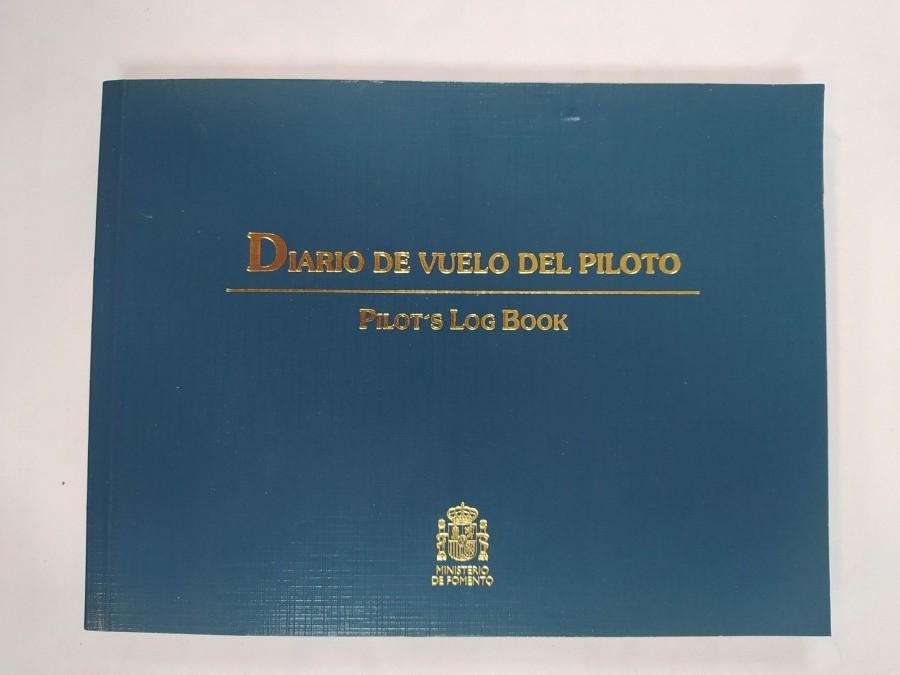 DIARIO DE VUELO DEL PILOTO
PILOT´S LOG BOOK
MINISTERIO
DE FOMENTO